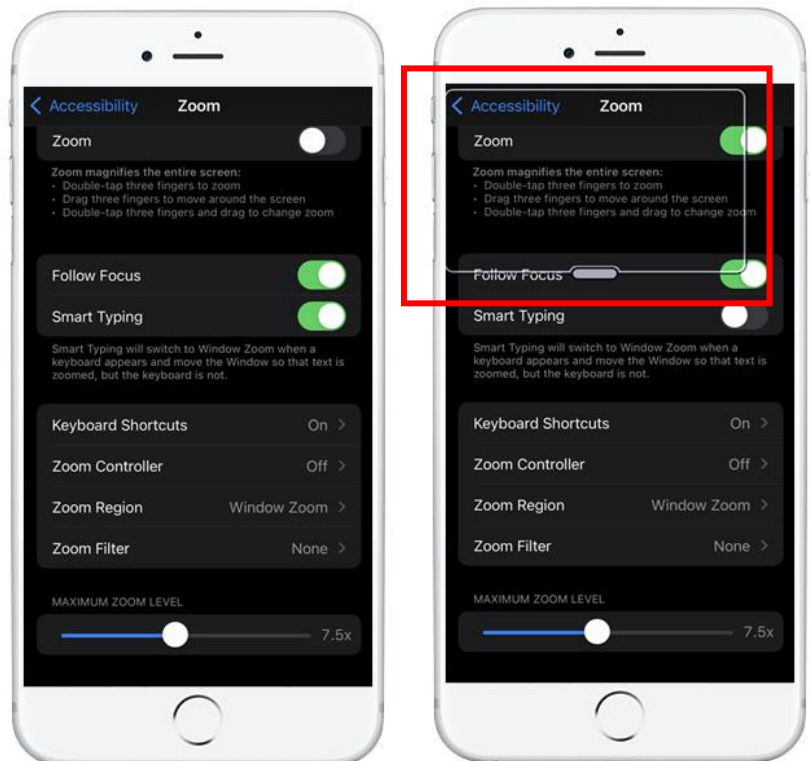 Accessibility Zoom
Zoom
Zoom magnifies the entire screen:
• Double-tap three fingers to zoom
• Drag three fingers to move around the screen
• Double-tap three fingers and drag to change zoom
Follow Focus
Smart Typing
Smart Typing will switch to Window Zoom when a
keyboard appears and move the Window so that text is
zoomed, but the keyboard is not.
Keyboard Shortcuts On
Zoom Controller Off
Zoom Region Window Zoom
Zoom Filter None
MAXIMUM ZOOM LEVEL
7.5x
Accessibility Zoom
Zoom
Zoom magnifies the entire screen:
• Double-tap three fingers to zoom
• Drag three fingers to move around the screen
• Double-tap three fingers and drag to change zoom
Follow Focus
Smart Typing
Smart Typing will switch to Window Zoom when a
keyboard appears and move the Window so that text is
zoomed, but the keyboard is not.
Keyboard Shortcuts On
Zoom Controller Off
Zoom Region Window Zoom
Zoom Filter None
MAXIMUM ZOOM LEVEL
7.5x